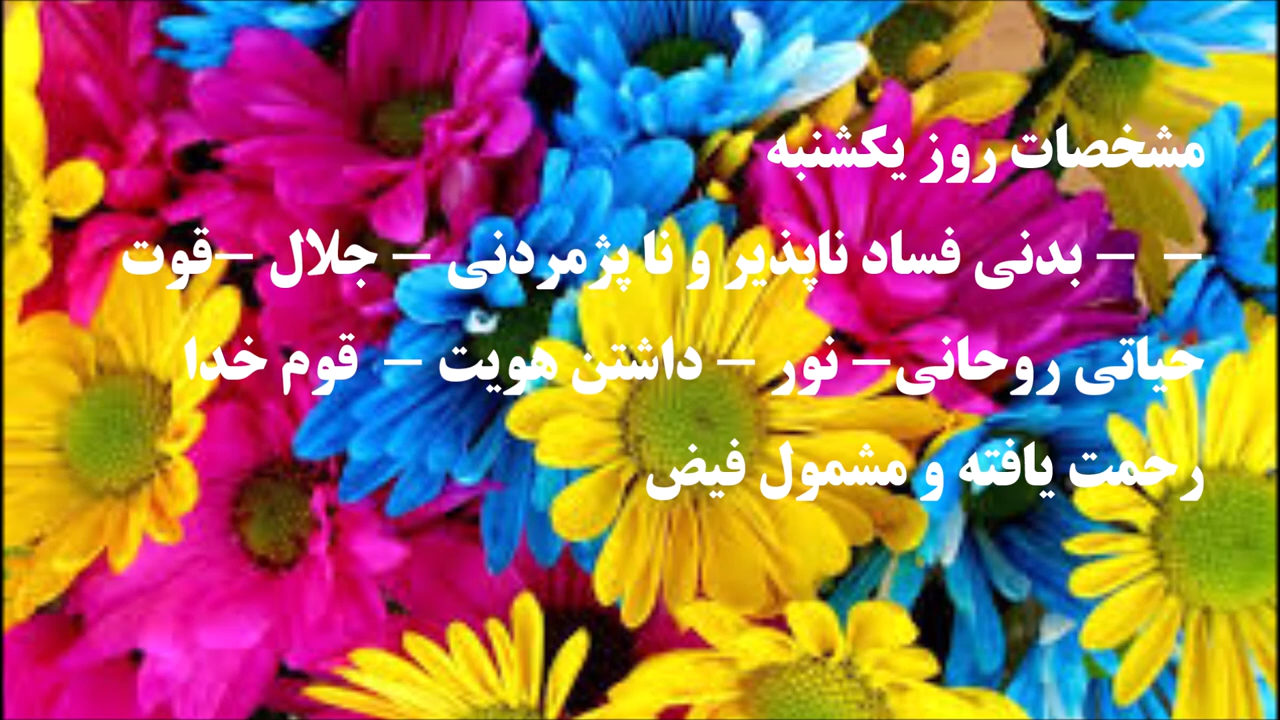 مشخصات روز یکشنبه
– – بدنی فساد ناپذیر و نا پژمردنی – جلال –قوت
حیاتی روحانی– نور – داشتن هویت – قوم خدا
رحمت یافته و مشمول فیض